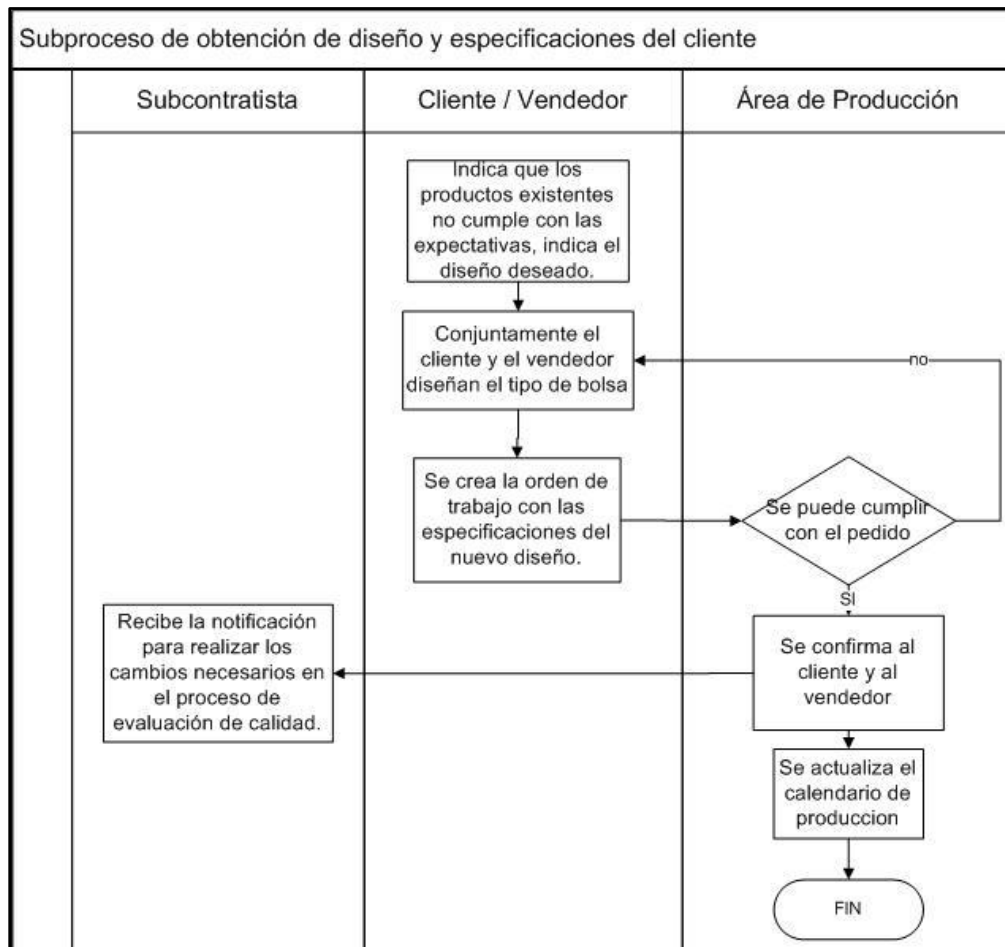 Subproceso de obtención de diseño y especificaciones del cliente
Subcontratista
Cliente / Vendedor
Área de Producción
Indica que los
productos existentes
no cumple con las
expectativas, indica el
diseño deseado.
Conjuntamente el
cliente y el vendedor
diseñan el tipo de bolsa
no
Se crea la orden de
trabajo con las
especificaciones del
nuevo diseño.
Se puede cumplir
con el pedido
SI
Recibe la notificación
para realizar los
cambios necesarios en
el proceso de
evaluación de calidad.
Se confirma al
cliente y al
vendedor
Se actualiza el
calendario de
produccion
FIN